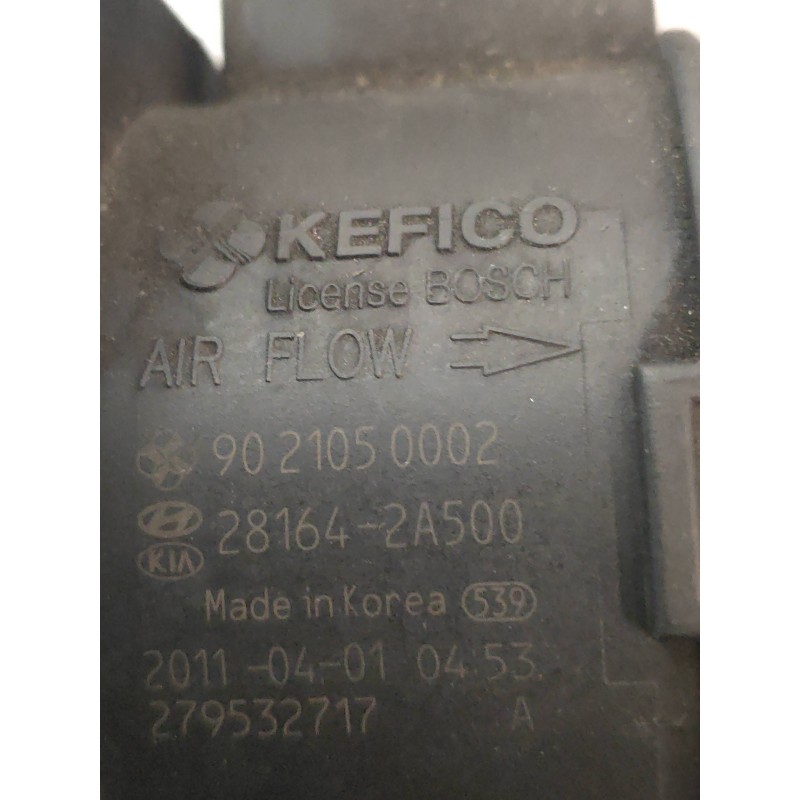 KEFICO
License BOSCH
AIR FLOW
90 2105 0002
28164-2A500
KIA
Made in Korea 539
2011-04-01 04 53
279532717 A